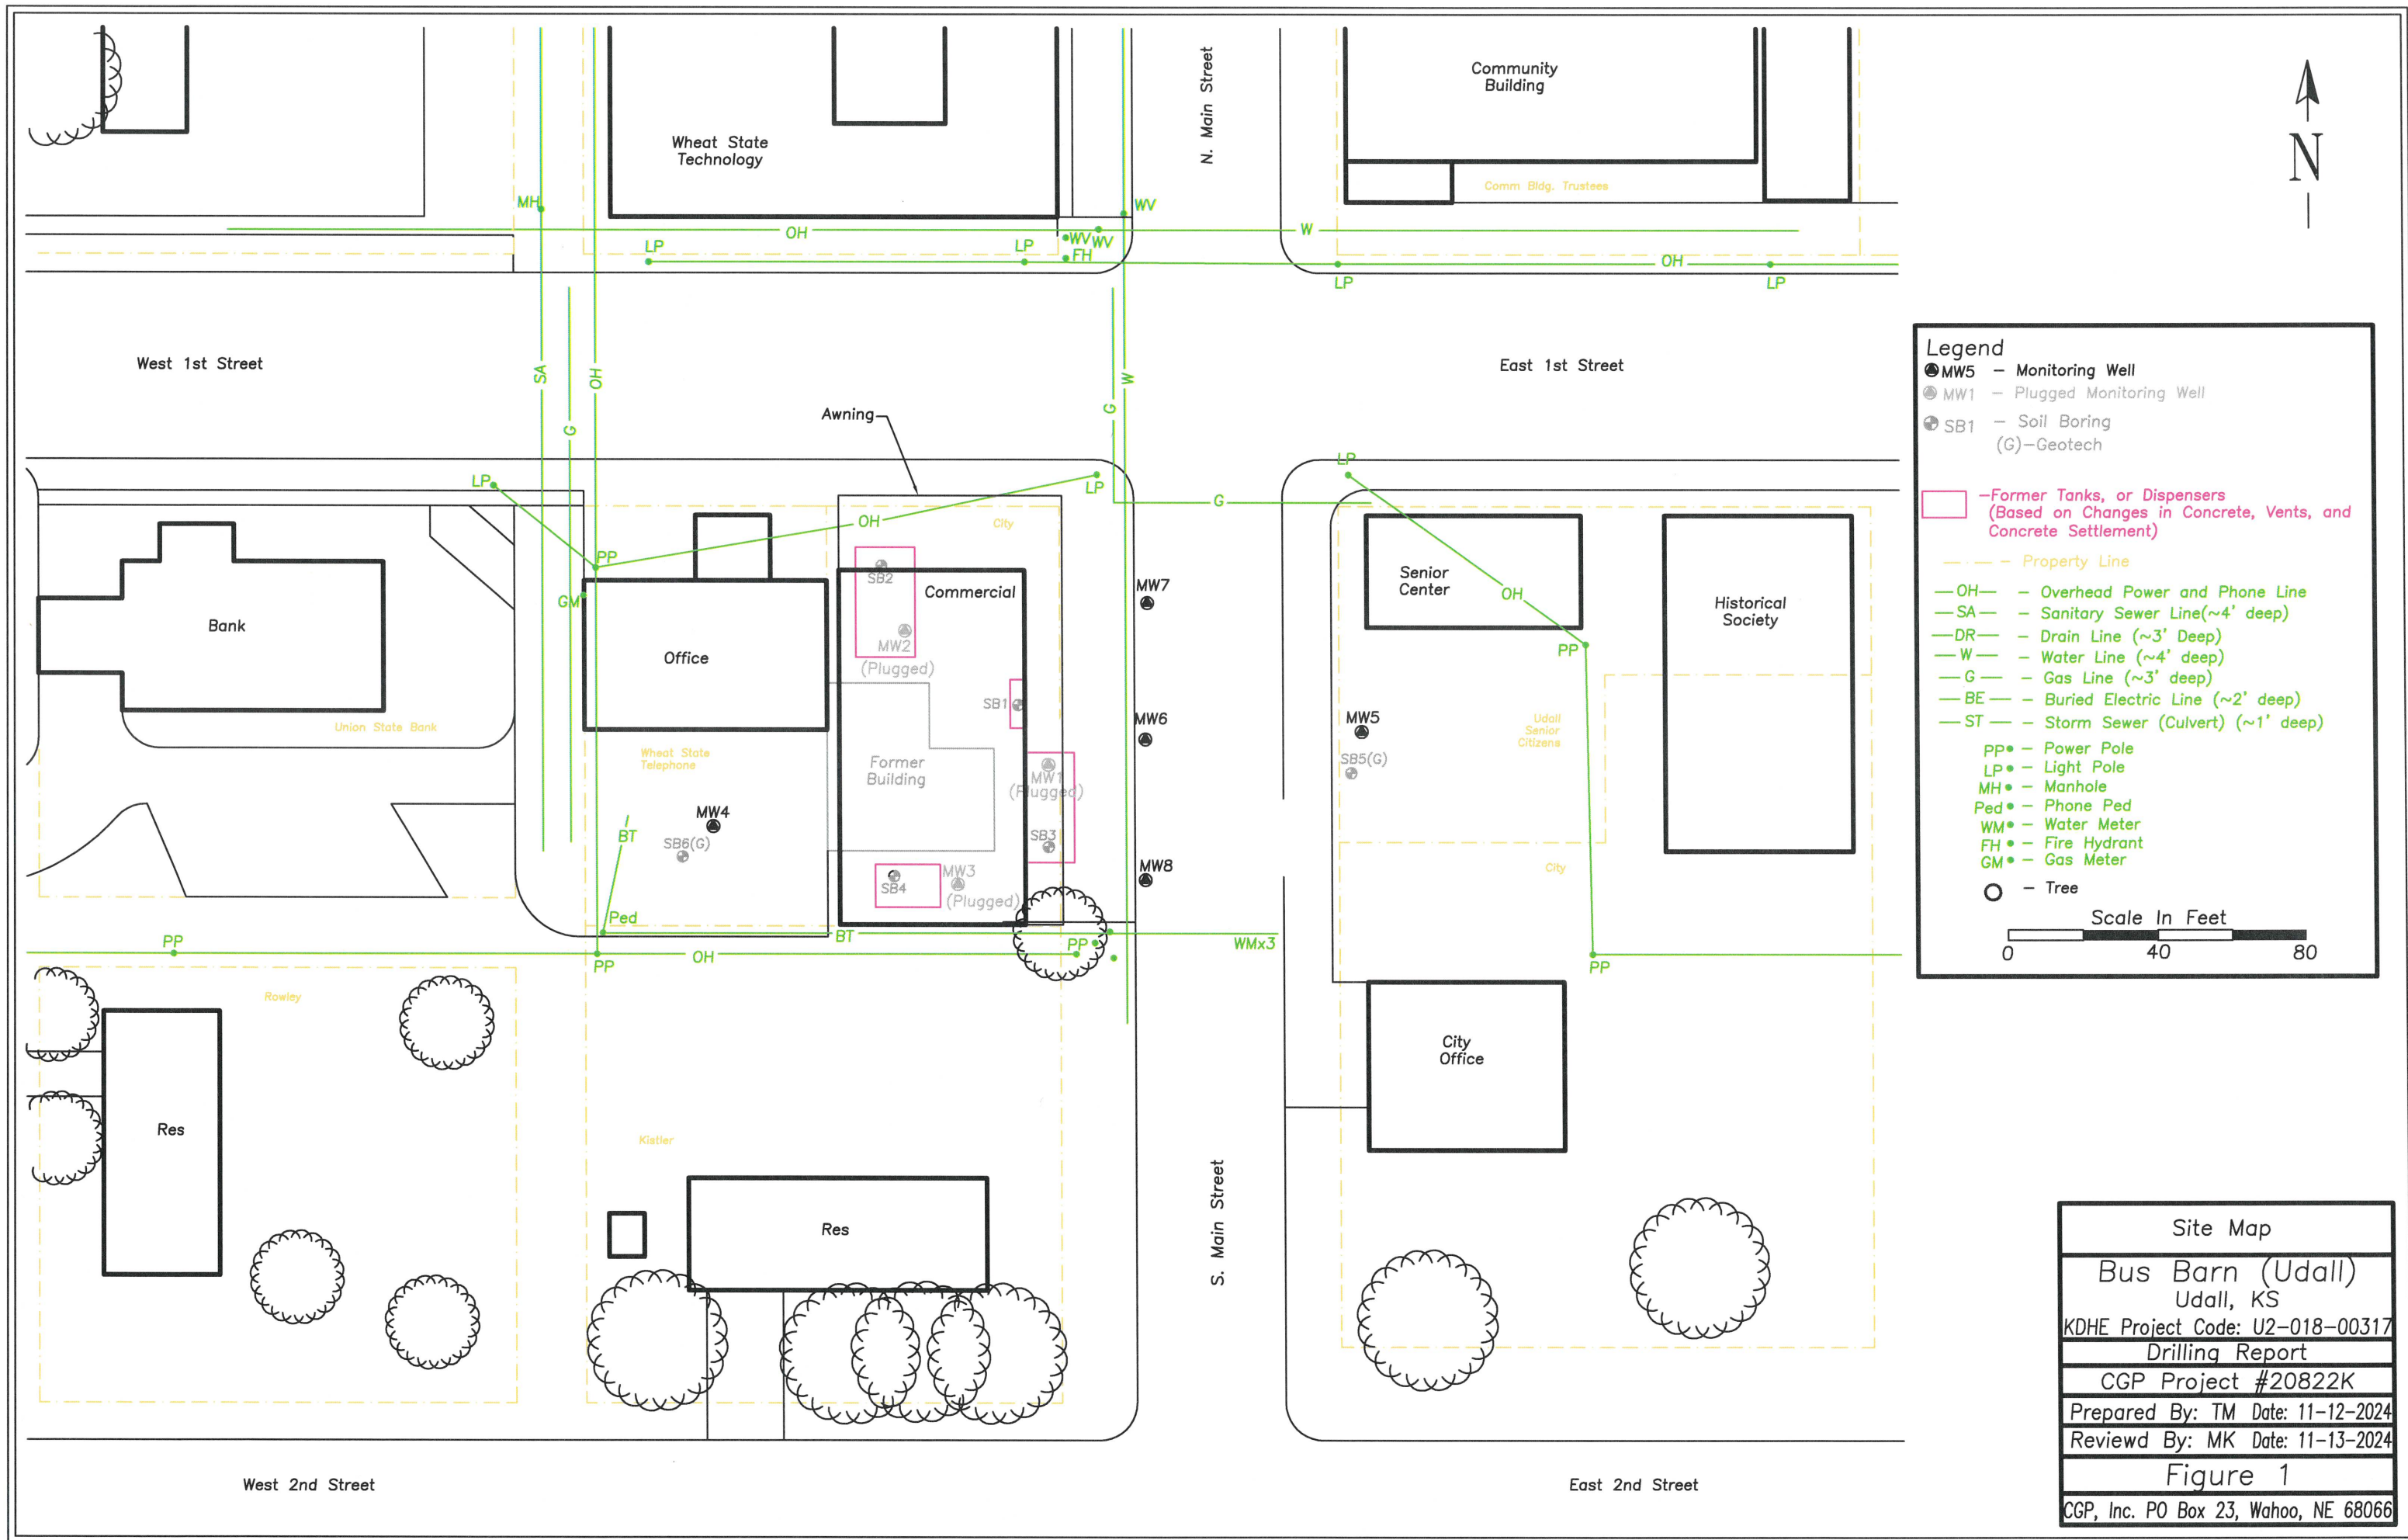 N. Main Street
Community
Building
Wheat State
Technology
Comm Bldg. Trustees
N
MH
WV
OH
W
WV
WV
LP
LP
FH
OH
LP
LP
West 1st Street
East 1st Street
SA
OH
G
W
G
Awning
LP
LP
LP
G
OH
City
PP
SB2
Commercial
GM
MW7
Senior
Center
OH
Historical
Society
Bank
MW2
(Plugged)
Office
PP
SB1
MW6
MW5
Union State Bank
Udall
Senior
Citizens
Wheat State
Telephone
Former
Building
SB5(G)
MW1
(Plugged)
MW4
BT
SB6(G)
SB3
MW8
SB4
MW3
(Plugged)
City
Ped
BT
PP
PP
WMx3
PP
OH
PP
Rowley
City
Office
Res
Kistler
Res
S. Main Street
West 2nd Street
East 2nd Street
Legend
MW5 – Monitoring Well
MW1 – Plugged Monitoring Well
SB1 – Soil Boring
(G)–Geotech
–Former Tanks, or Dispensers
(Based on Changes in Concrete, Vents, and
Concrete Settlement)
– Property Line
OH – Overhead Power and Phone Line
SA – Sanitary Sewer Line(~4' deep)
DR – Drain Line (~3' Deep)
W – Water Line (~4' deep)
G – Gas Line (~3' deep)
BE – Buried Electric Line (~2' deep)
ST – Storm Sewer (Culvert) (~1' deep)
PP – Power Pole
LP – Light Pole
MH – Manhole
Ped – Phone Ped
WM – Water Meter
FH – Fire Hydrant
GM – Gas Meter
– Tree
Scale In Feet
0 40 80
Site Map
Bus Barn (Udall)
Udall, KS
KDHE Project Code: U2-018-00317
Drilling Report
CGP Project #20822K
Prepared By: TM Date: 11-12-2024
Reviewd By: MK Date: 11-13-2024
Figure 1
CGP, Inc. PO Box 23, Wahoo, NE 68066